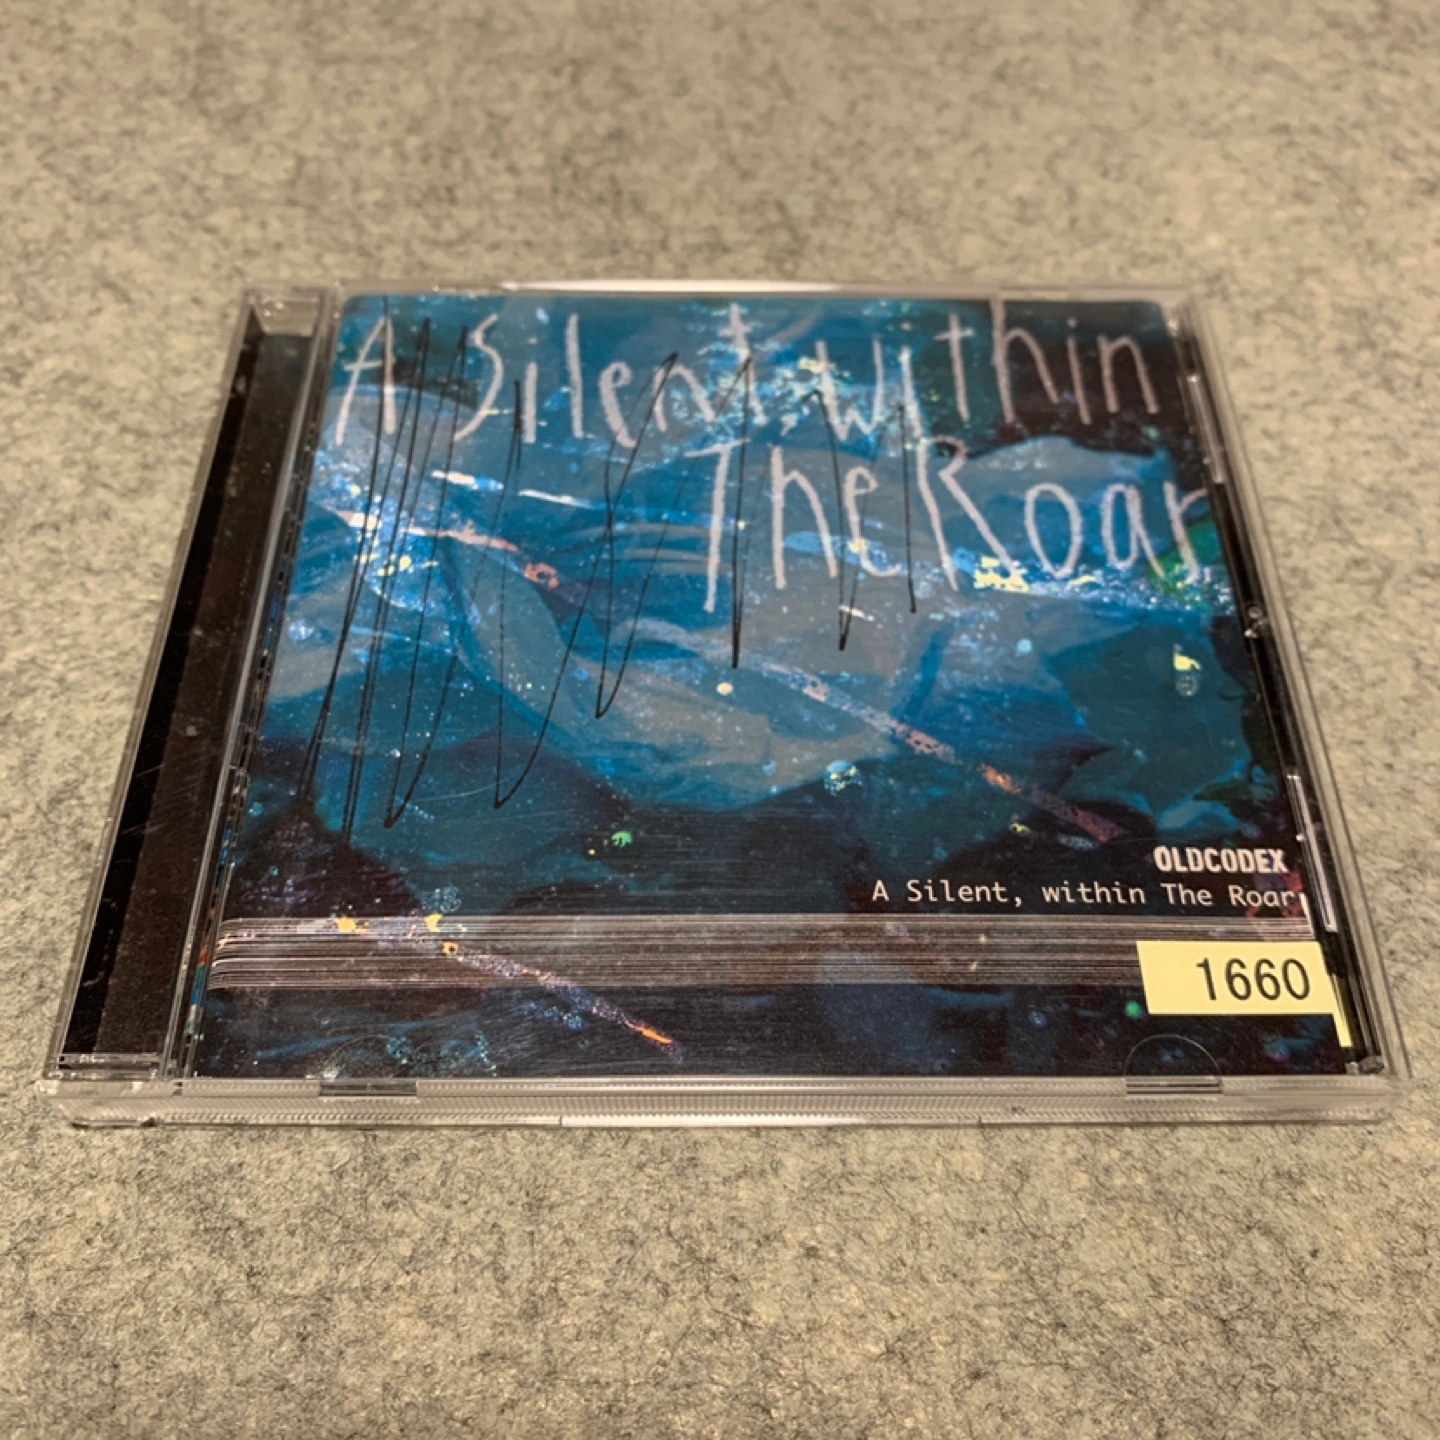 A Silent, within
The Roar
OLDCODEX
A Silent, within The Roar
1660